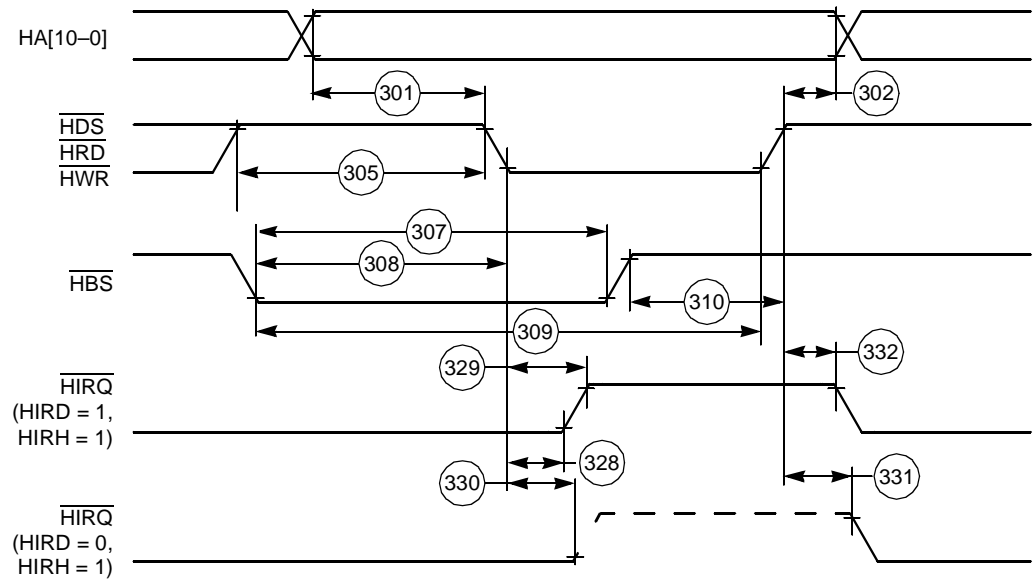 HA[10–0]
301
302
HDS
HRD
HWR
305
307
308
HBS
310
309
329
332
HIRQ
(HIRD = 1,
HIRH = 1)
328
330
331
HIRQ
(HIRD = 0,
HIRH = 1)